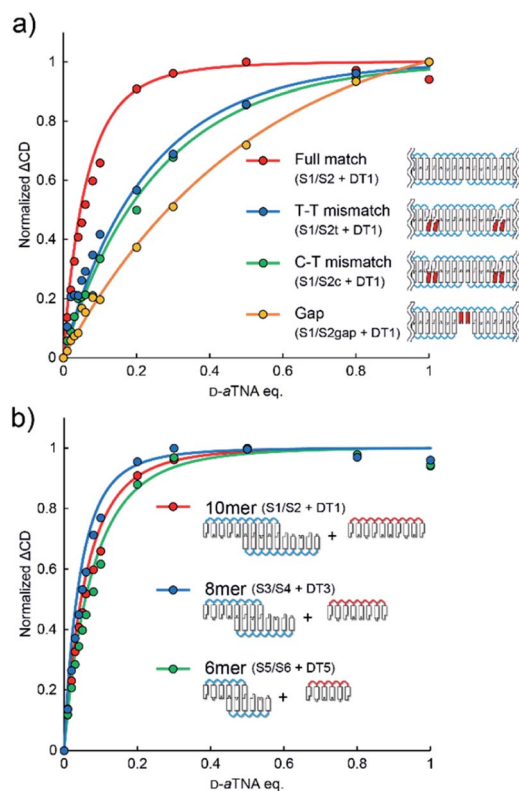 a)
Normalized ΔCD
1
0.8
0.6
0.4
0.2
0
Full match
(S1/S2 + DT1)
T-T mismatch
(S1/S2t + DT1)
C-T mismatch
(S1/S2c + DT1)
Gap
(S1/S2gap + DT1)
0 0.2 0.4 0.6 0.8 1
D-aTNA eq.
b)
Normalized ΔCD
1
0.8
0.6
0.4
0.2
0
10mer (S1/S2 + DT1)
+
8mer (S3/S4 + DT3)
+
6mer (S5/S6 + DT5)
+
0 0.2 0.4 0.6 0.8 1
D-aTNA eq.